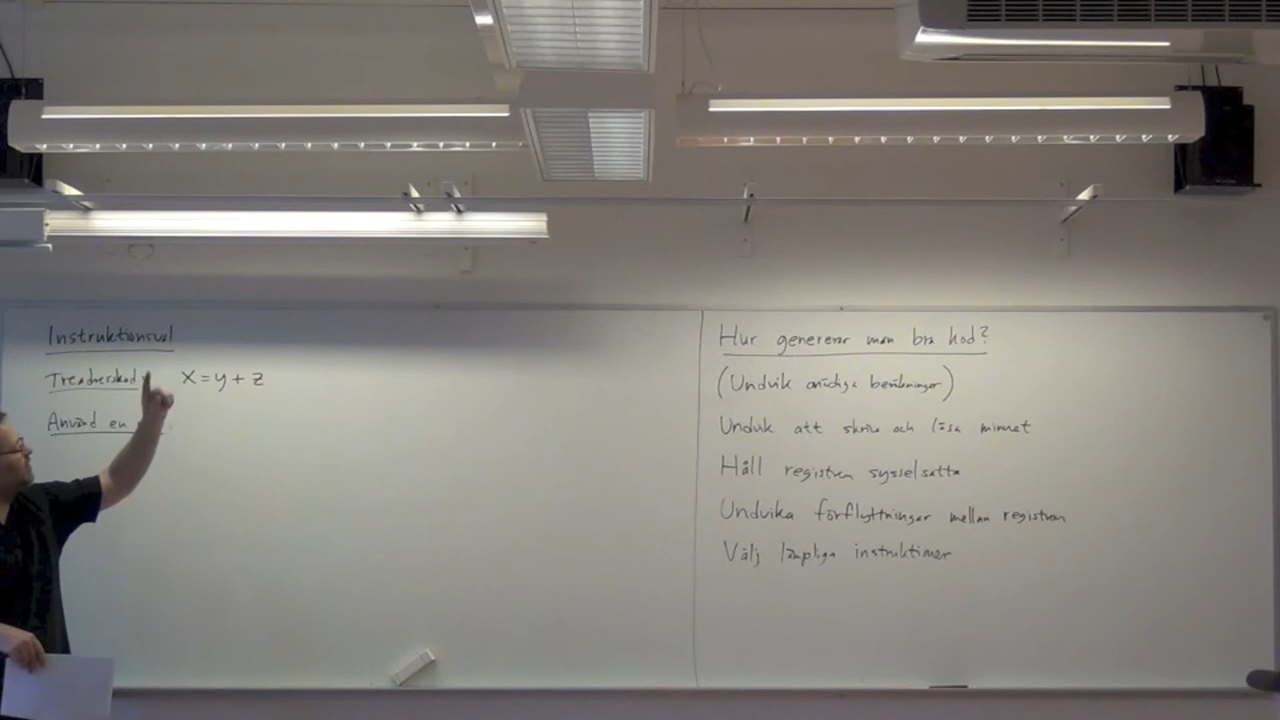 Instruktionsval
Treadresskod x = y + z
Använd en
Hur genererar man bra kod?
(Undvik onödiga beräkningar)
Undvik att skriva och läsa minnet
Håll registren sysselsatta
Undvika förflyttningar mellan registren
Välj lämpliga instruktioner